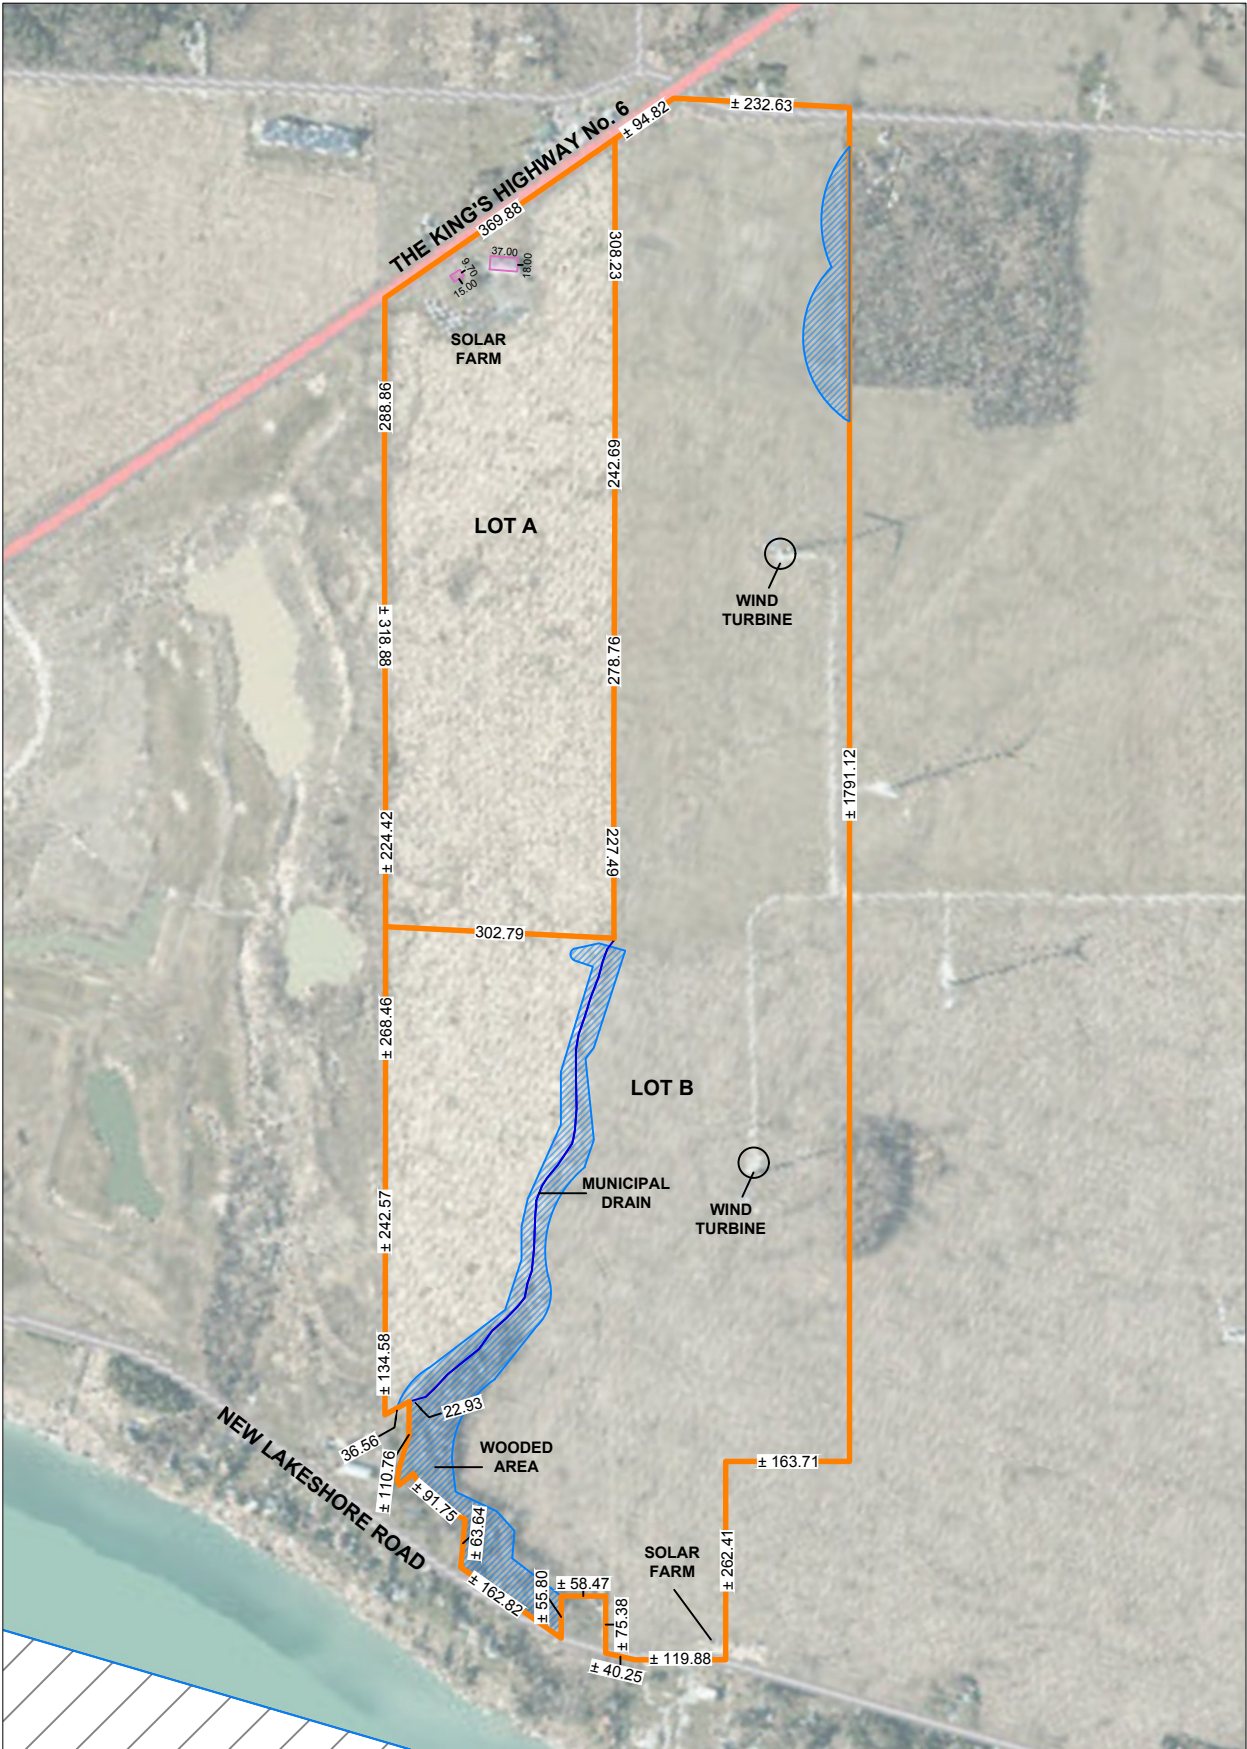 ± 94.82
± 232.63
THE KING'S HIGHWAY No. 6
369.88
308.23
37.00
18.00
9.70
15.00
SOLAR
FARM
288.86
242.69
LOT A
WIND
TURBINE
± 318.88
278.97
± 1791.12
± 224.42
227.49
302.79
± 268.46
LOT B
MUNICIPAL
DRAIN
WIND
TURBINE
± 242.57
± 134.58
22.93
36.56
NEW LAKESHORE ROAD
WOODED
AREA
± 110.76
± 91.75
± 63.64
± 163.71
± 262.41
SOLAR
FARM
± 162.82
± 55.80
± 58.47
± 75.38
± 40.25
± 119.88